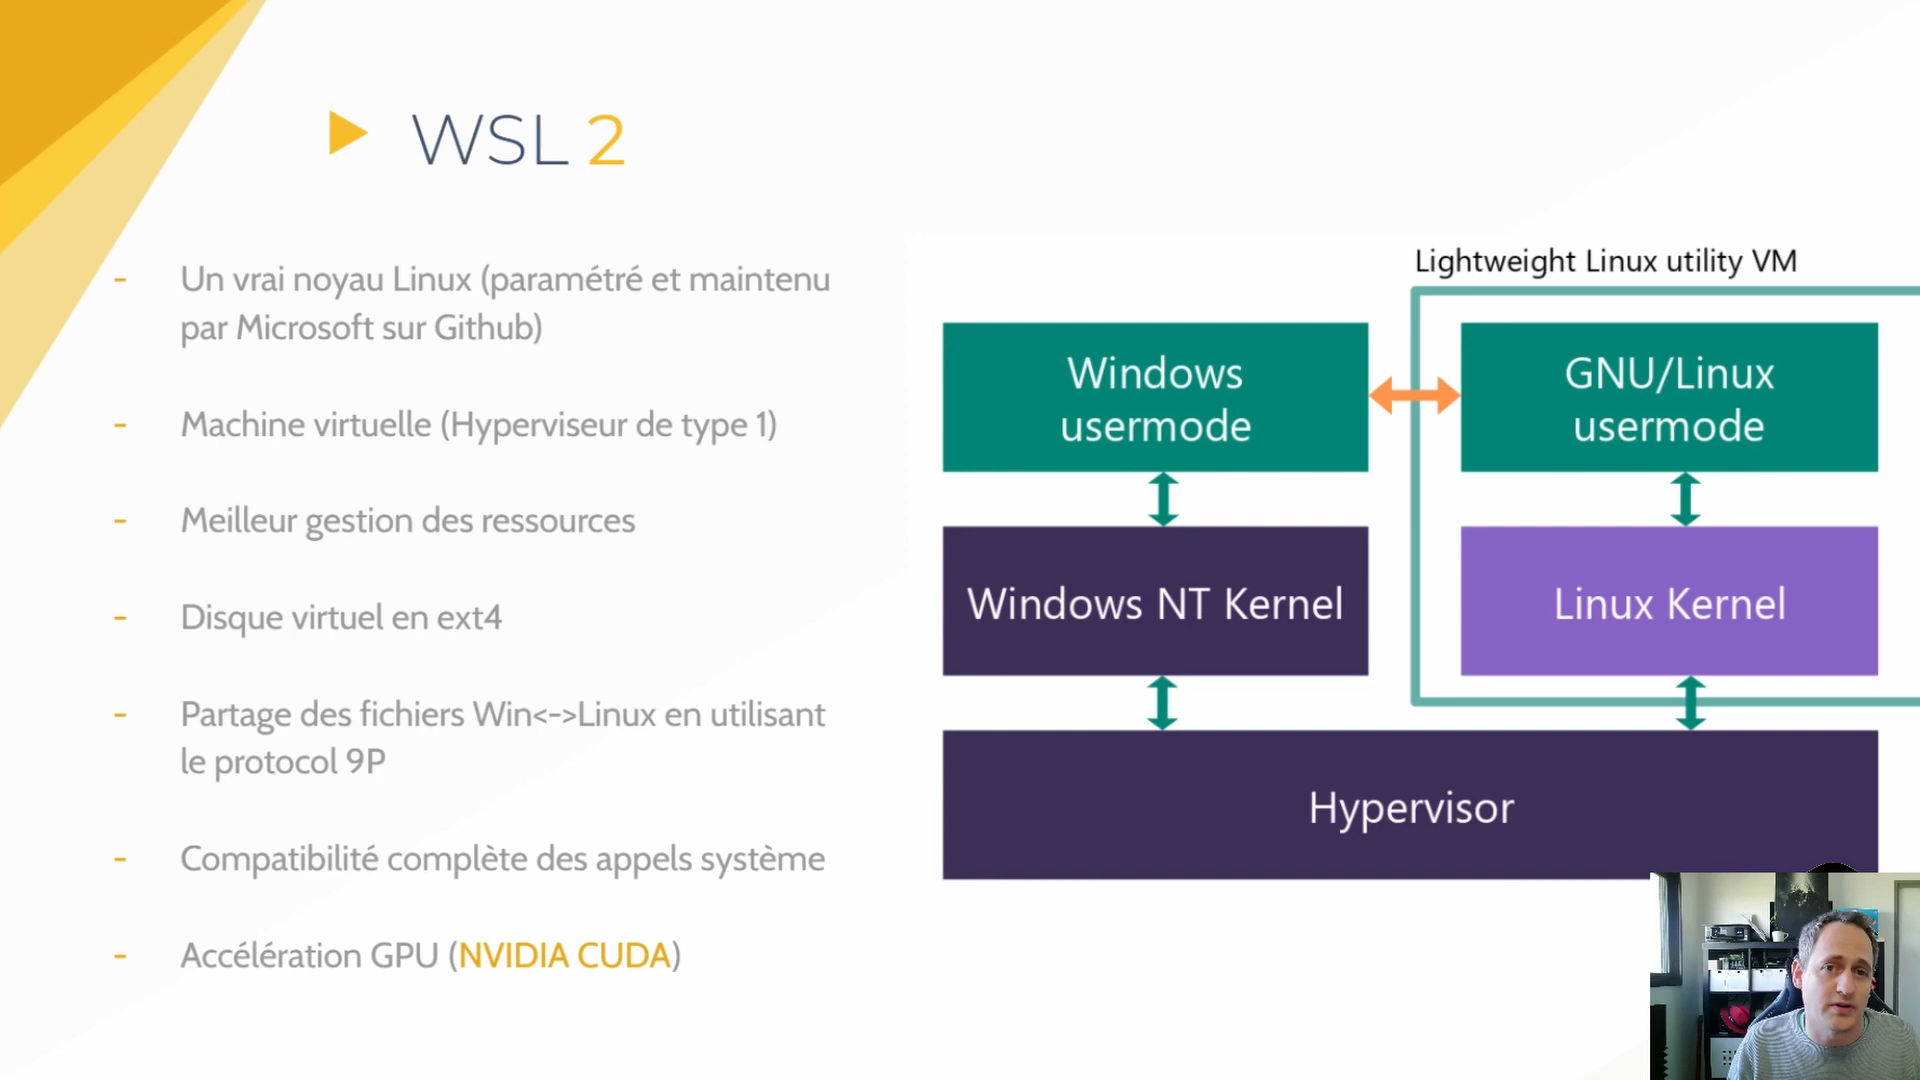 WSL 2
- Un vrai noyau Linux (paramétré et maintenu
par Microsoft sur Github)
- Machine virtuelle (Hyperviseur de type 1)
- Meilleur gestion des ressources
- Disque virtuel en ext4
- Partage des fichiers Win<->Linux en utilisant
le protocol 9P
- Compatibilité complète des appels système
- Accélération GPU (NVIDIA CUDA)
Lightweight Linux utility VM
Windows
usermode
GNU/Linux
usermode
Windows NT Kernel
Linux Kernel
Hypervisor